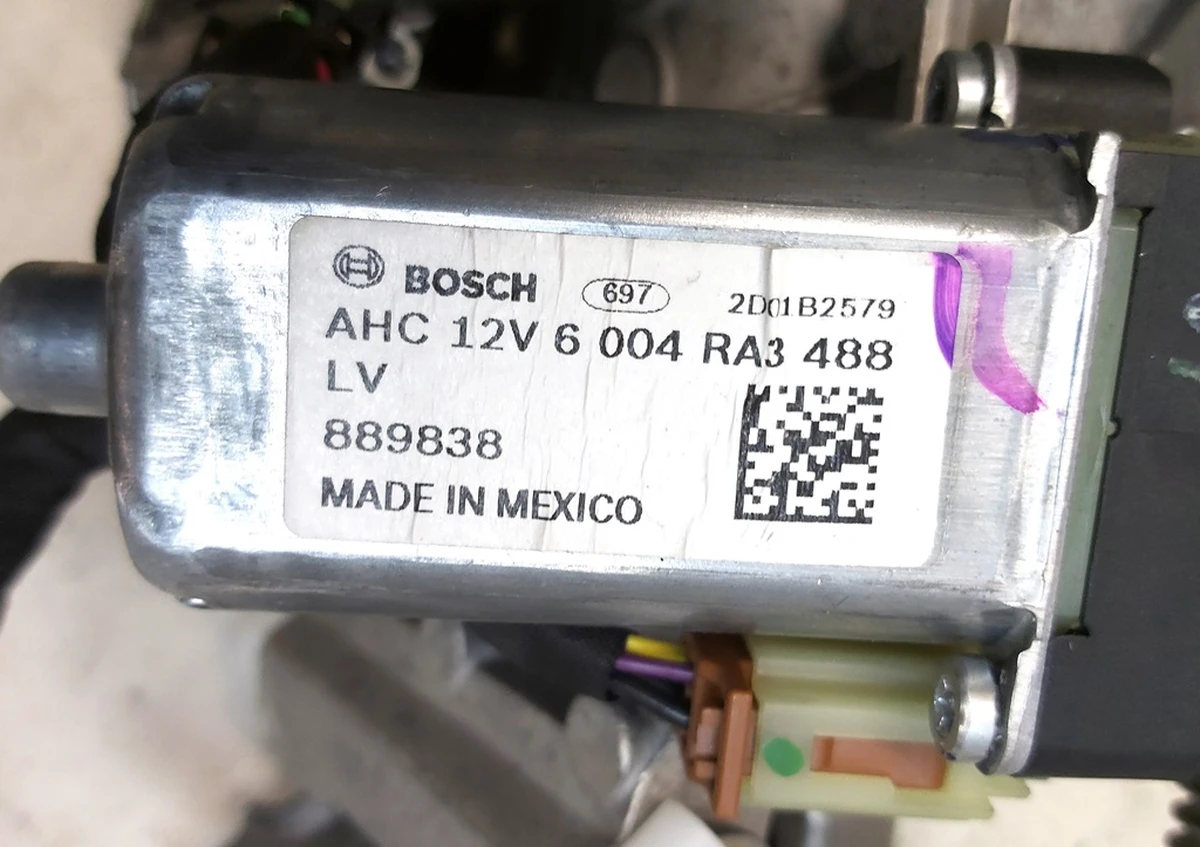 BOSCH 697 2D01B2579
AHC 12V 6 004 RA3 488
LV
889838
MADE IN MEXICO